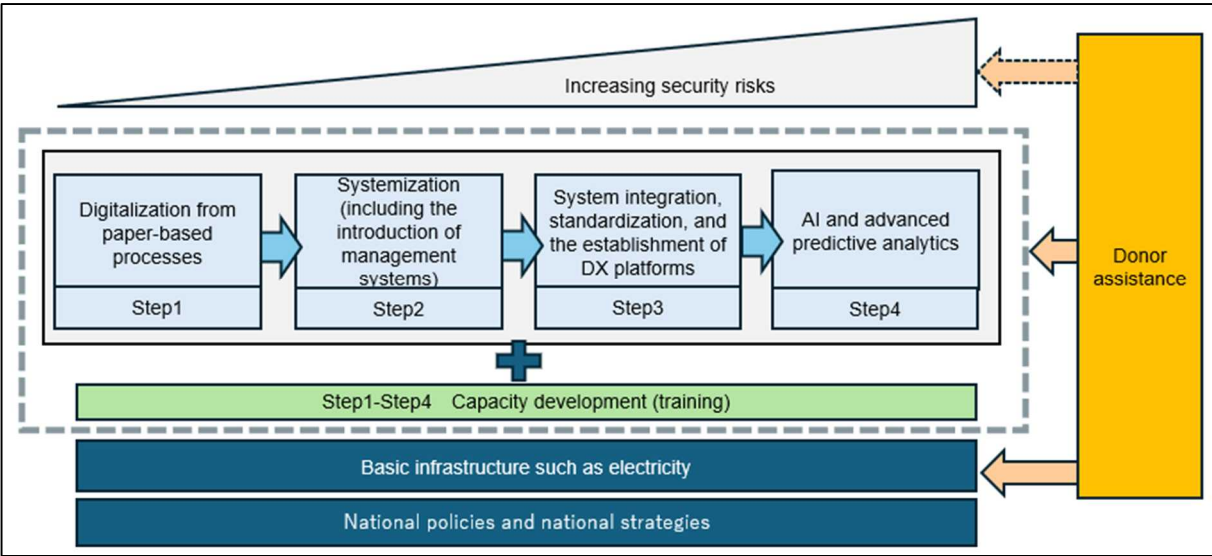 Increasing security risks
Digitalization from
paper-based
processes
Step1
Systemization
(including the
introduction of
management
systems)
Step2
System integration,
standardization, and
the establishment of
DX platforms
Step3
AI and advanced
predictive analytics
Step4
Donor
assistance
Step1-Step4 Capacity development (training)
Basic infrastructure such as electricity
National policies and national strategies